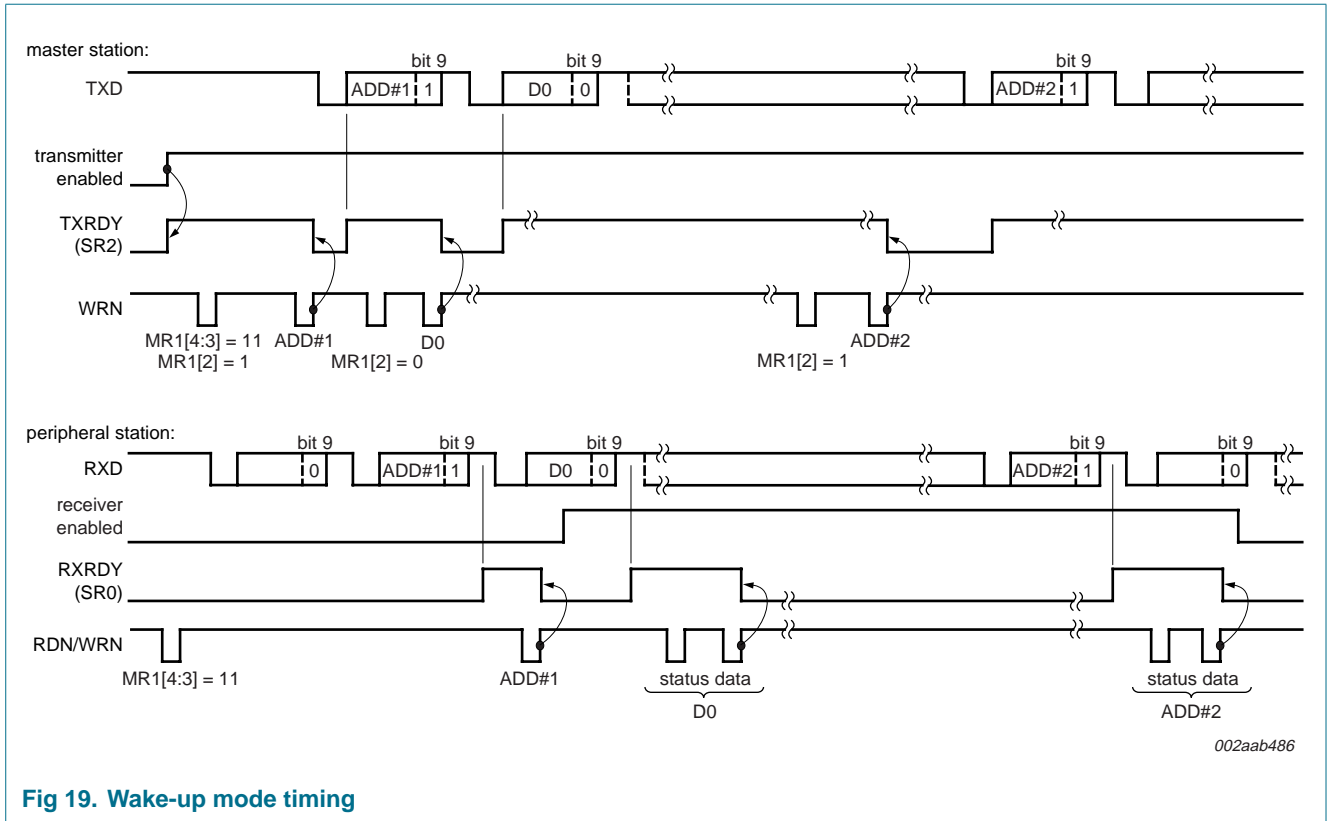 master station:
bit 9 bit 9 bit 9
TXD ADD#1 1 D0 0 ADD#2 1
transmitter
enabled
TXRDY
(SR2)
WRN
MR1[4:3] = 11 ADD#1 D0 ADD#2
MR1[2] = 1 MR1[2] = 0 MR1[2] = 1
peripheral station:
bit 9 bit 9 bit 9 bit 9 bit 9
RXD 0 ADD#1 1 D0 0 ADD#2 1 0
receiver
enabled
RXRDY
(SR0)
RDN/WRN
MR1[4:3] = 11 ADD#1 status data status data
D0 ADD#2
002aab486
Fig 19. Wake-up mode timing